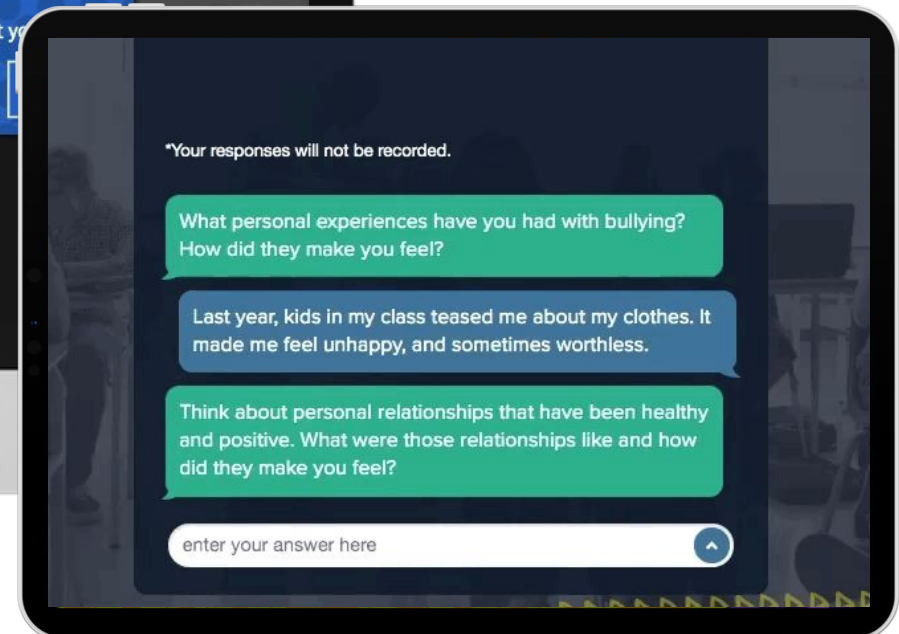 *Your responses will not be recorded.
What personal experiences have you had with bullying?
How did they make you feel?
Last year, kids in my class teased me about my clothes. It
made me feel unhappy, and sometimes worthless.
Think about personal relationships that have been healthy
and positive. What were those relationships like and how
did they make you feel?
enter your answer here